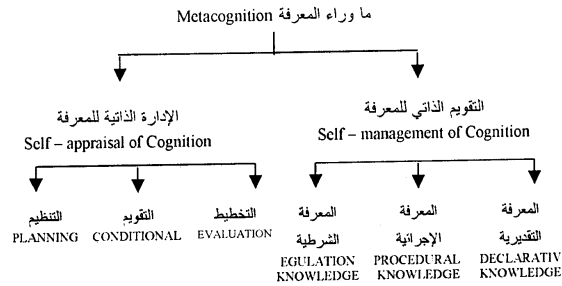 ما وراء المعرفة Metacognition
التقويم الذاتي للمعرفة
Self – management of Cognition
الإدارة الذاتية للمعرفة
Self – appraisal of Cognition
المعرفة
التقديرية
DECLARATIV
KNOWLEDGE
المعرفة
الإجرائية
PROCEDURAL
KNOWLEDGE
المعرفة
الشرطية
EGULATION
KNOWLEDGE
التخطيط
EVALUATION
التقويم
CONDITIONAL
التنظيم
PLANNING